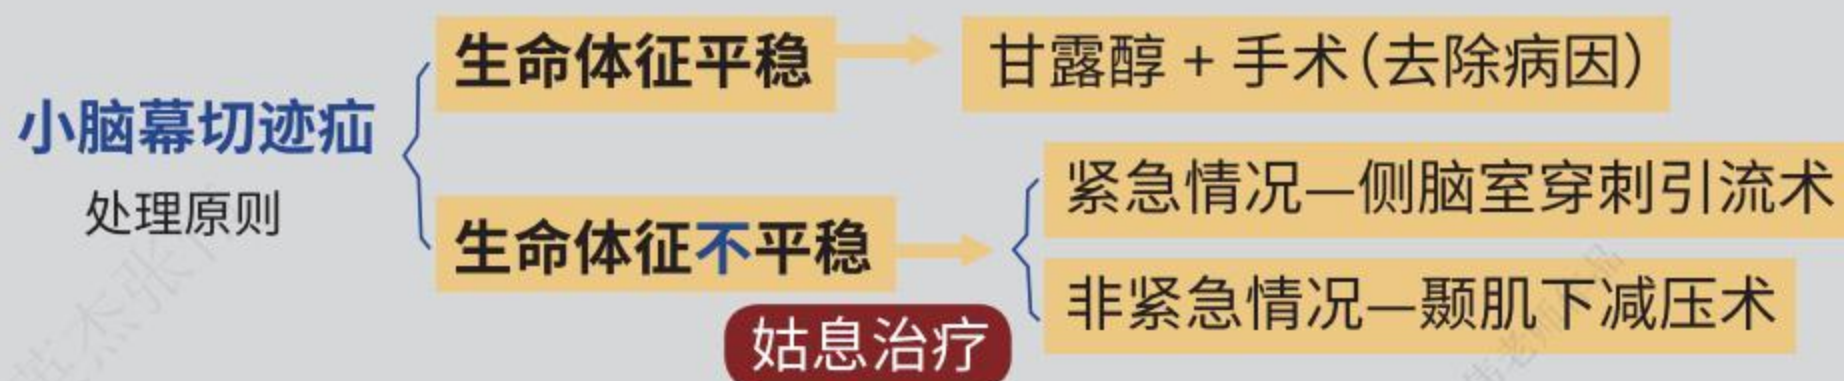 生命体征平稳
甘露醇 + 手术(去除病因)
小脑幕切迹疝
处理原则
紧急情况—侧脑室穿刺引流术
生命体征不平稳
非紧急情况—颞肌下减压术
姑息治疗